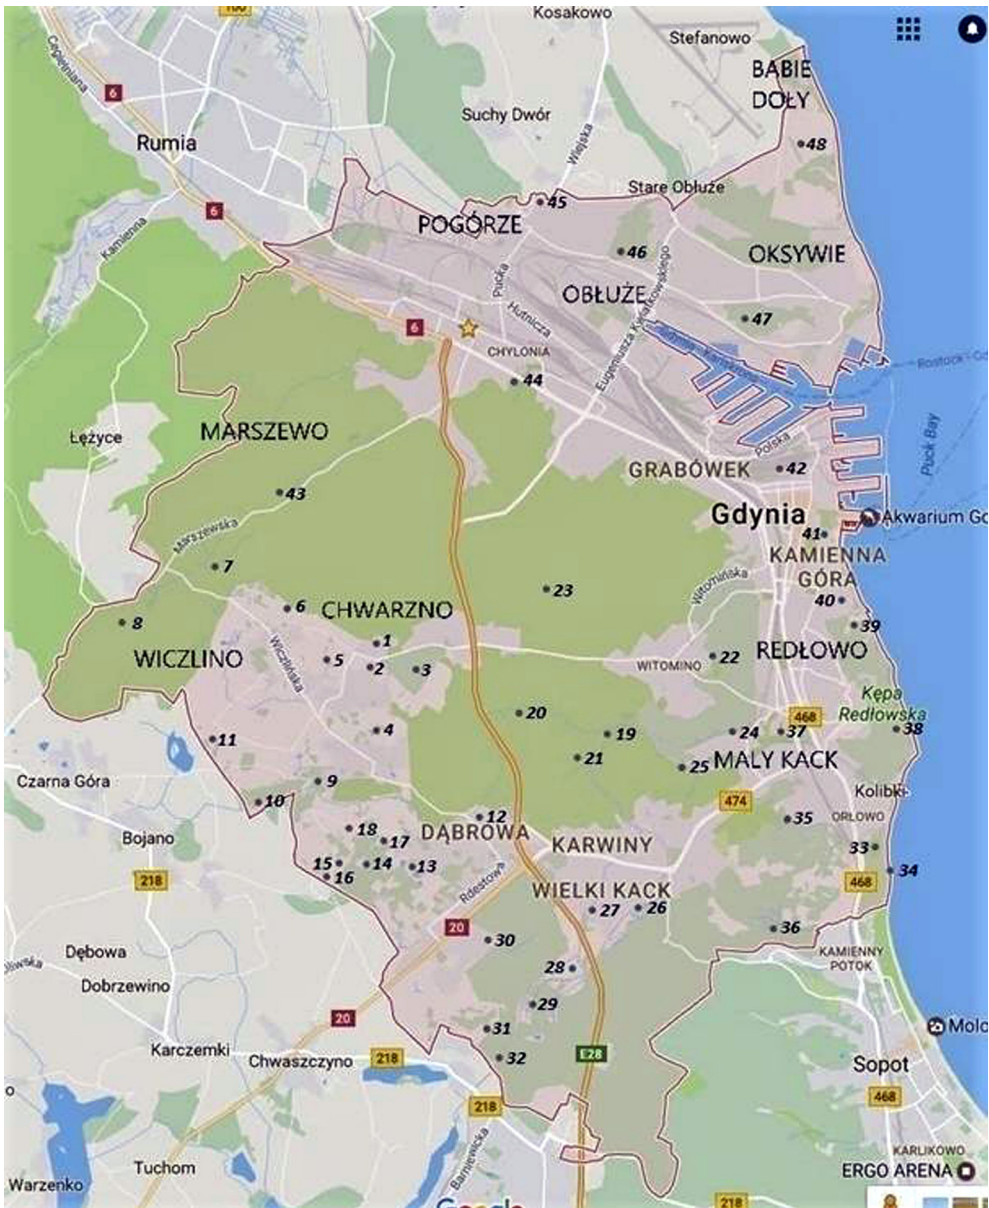 Kosakowo
Stefanowo
Cegielniana
6
BABIE
DOŁY
Suchy Dwór
Rumia
Wiejska
48
Stare Obłuże
45
6
POGÓRZE
Kamienna
46
OKSYWIE
Pucka
OBŁUŻE
Hutnicza
Eugeniusza Kwiatkowskiego
47
6
CHYLONIA
44
Puck Bay
MARSZEWO
Łężyce
Polska
GRABÓWEK
42
43
Gdynia
Akwarium Gd
41
Marszewska
KAMIENNA
GÓRA
7
Witomińska
23
40
6
CHWARZNO
8
39
1
WICZLINO
5
2
3
Wiczlińska
22
REDŁOWO
WITOMINO
Kępa
Redłowska
20
468
4
19
24
37
38
11
21
25
MAŁY KACK
Czarna Góra
9
Kolibki
10
474
12
35
ORŁOWO
18
DĄBROWA
Bojano
17
KARWINY
33
15
14
13
34
16
218
Rdestowa
WIELKI KACK
468
27
26
20
36
30
Dębowa
KAMIENNY
POTOK
28
Dobrzewino
29
20
31
Molo
Karczemki
Chwaszczyno
218
32
E28
Sopot
468
218
Barniewicka
KARLIKOWO
Tuchom
ERGO ARENA
Warzenko
218
Google